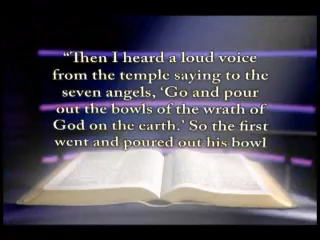 “Then I heard a loud voice
from the temple saying to the
seven angels, ‘Go and pour
out the bowls of the wrath of
God on the earth.’ So the first
went and poured out his bowl